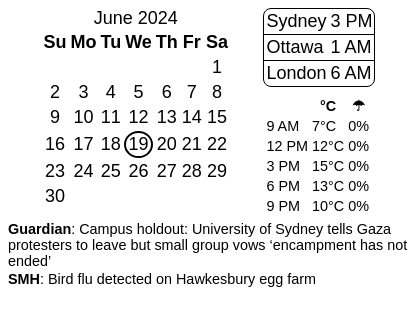 June 2024
Su Mo Tu We Th Fr Sa
1
2 3 4 5 6 7 8
9 10 11 12 13 14 15
16 17 18 19 20 21 22
23 24 25 26 27 28 29
30
Sydney 3 PM
Ottawa 1 AM
London 6 AM
°C ☂
9 AM 7°C 0%
12 PM 12°C 0%
3 PM 15°C 0%
6 PM 13°C 0%
9 PM 10°C 0%
Guardian: Campus holdout: University of Sydney tells Gaza
protesters to leave but small group vows ‘encampment has not
ended’
SMH: Bird flu detected on Hawkesbury egg farm